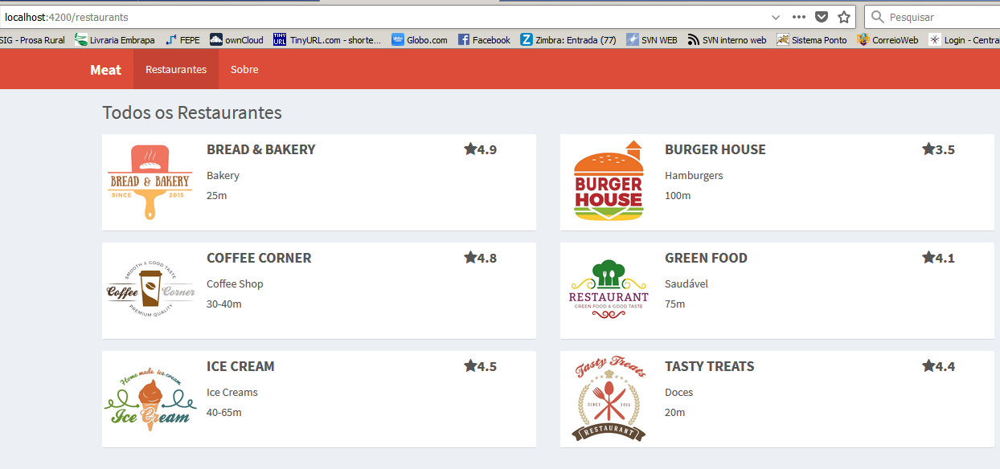 localhost:4200/restaurants
Pesquisar
SIG - Prosa Rural Livraria Embrapa FEPE ownCloud TINY URL TinyURL.com - shorte... Globo.com Facebook Z Zimbra: Entrada (77) SVN WEB SVN interno web Sistema Ponto CorreioWeb Login - Centra
Meat Restaurantes Sobre
Todos os Restaurantes
BREAD & BAKERY
SINCE 2015
BREAD & BAKERY 4.9
Bakery
25m
BURGER
HOUSE
BURGER HOUSE 3.5
Hamburgers
100m
SMOOTH & GOOD TASTE
Coffee Corner
PREMIUM QUALITY
COFFEE CORNER 4.8
Coffee Shop
30-40m
RESTAURANT
GREEN FOOD & GOOD TASTE
GREEN FOOD 4.1
Saudável
75m
Home made ice cream
Ice Cream
ICE CREAM 4.5
Ice Creams
40-65m
Tasty Treats
SINCE 2015
RESTAURANT
TASTY TREATS 4.4
Doces
20m